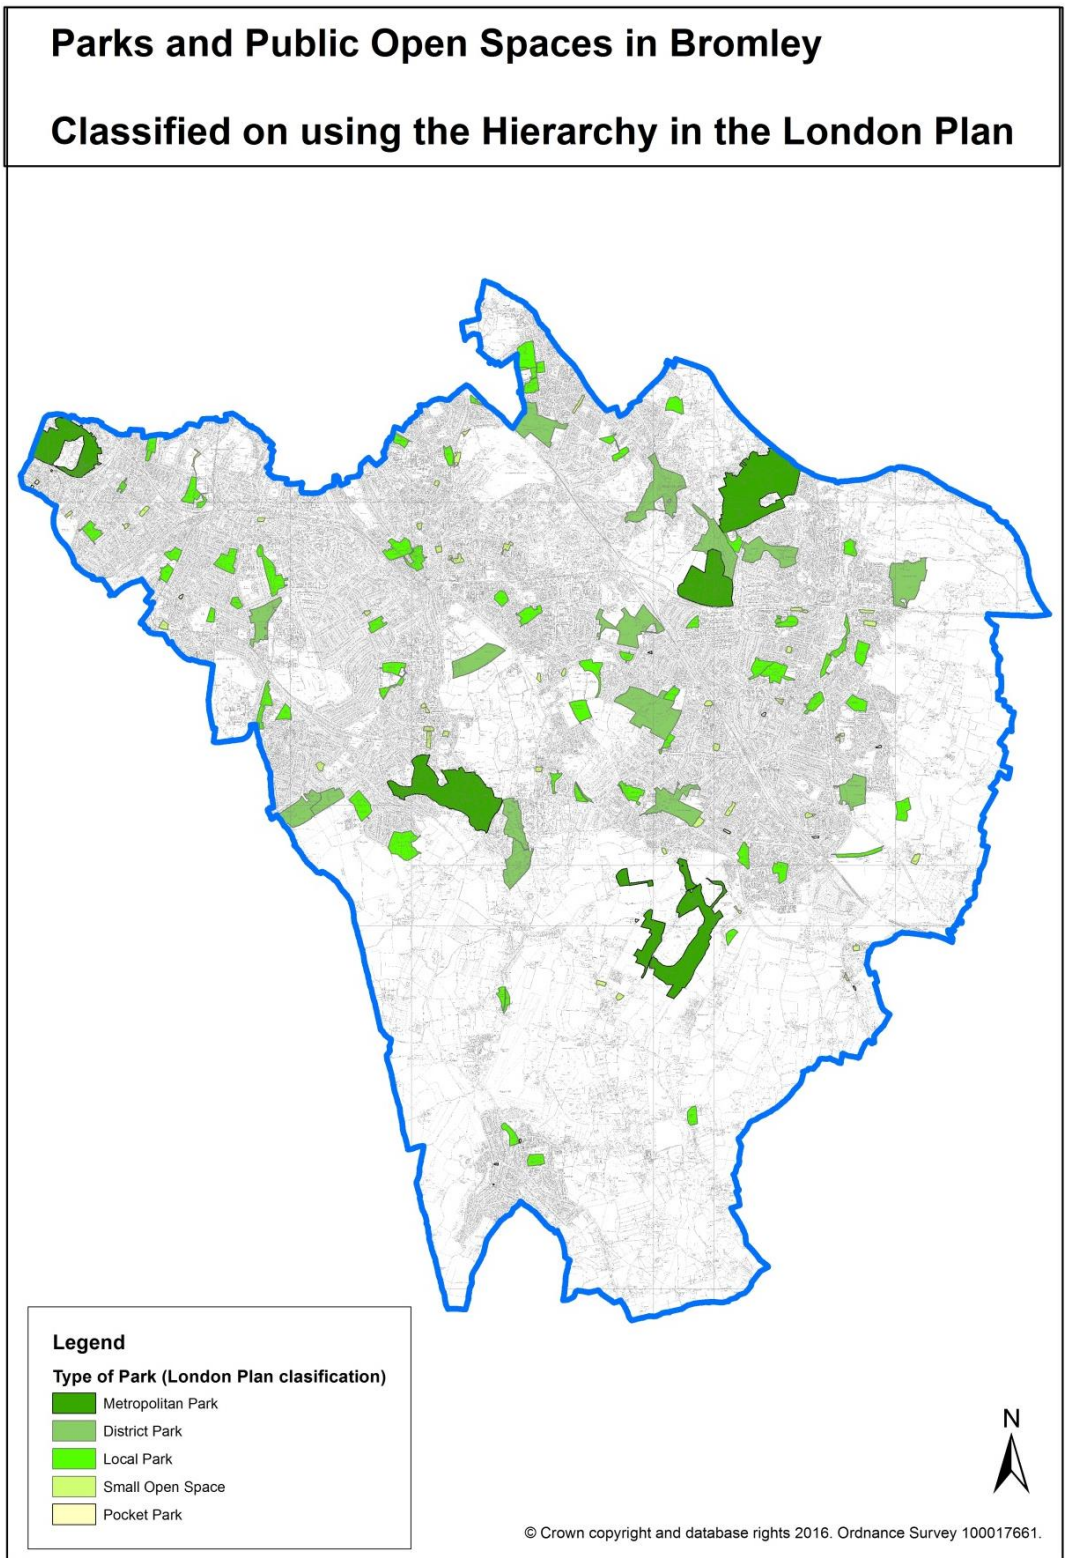 Parks and Public Open Spaces in Bromley
Classified on using the Hierarchy in the London Plan
Legend
Type of Park (London Plan clasification)
Metropolitan Park
District Park
Local Park
Small Open Space
Pocket Park
N
© Crown copyright and database rights 2016. Ordnance Survey 100017661.